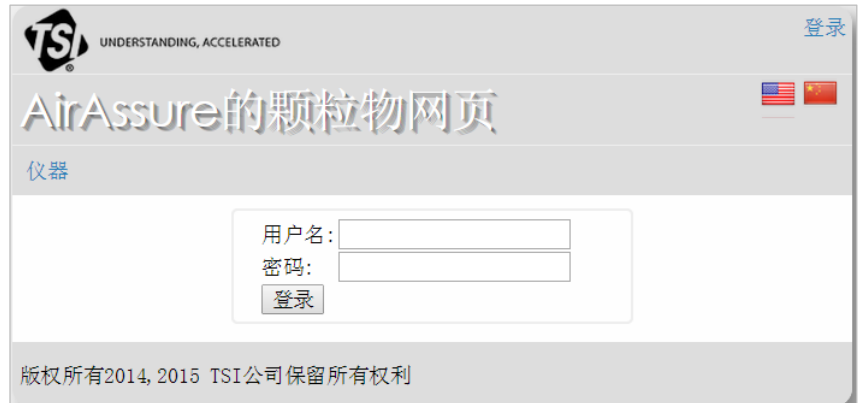 TSI UNDERSTANDING, ACCELERATED
登录
AirAssure的颗粒物网页
仪器
用户名:
密码:
登录
版权所有2014,2015 TSI公司保留所有权利